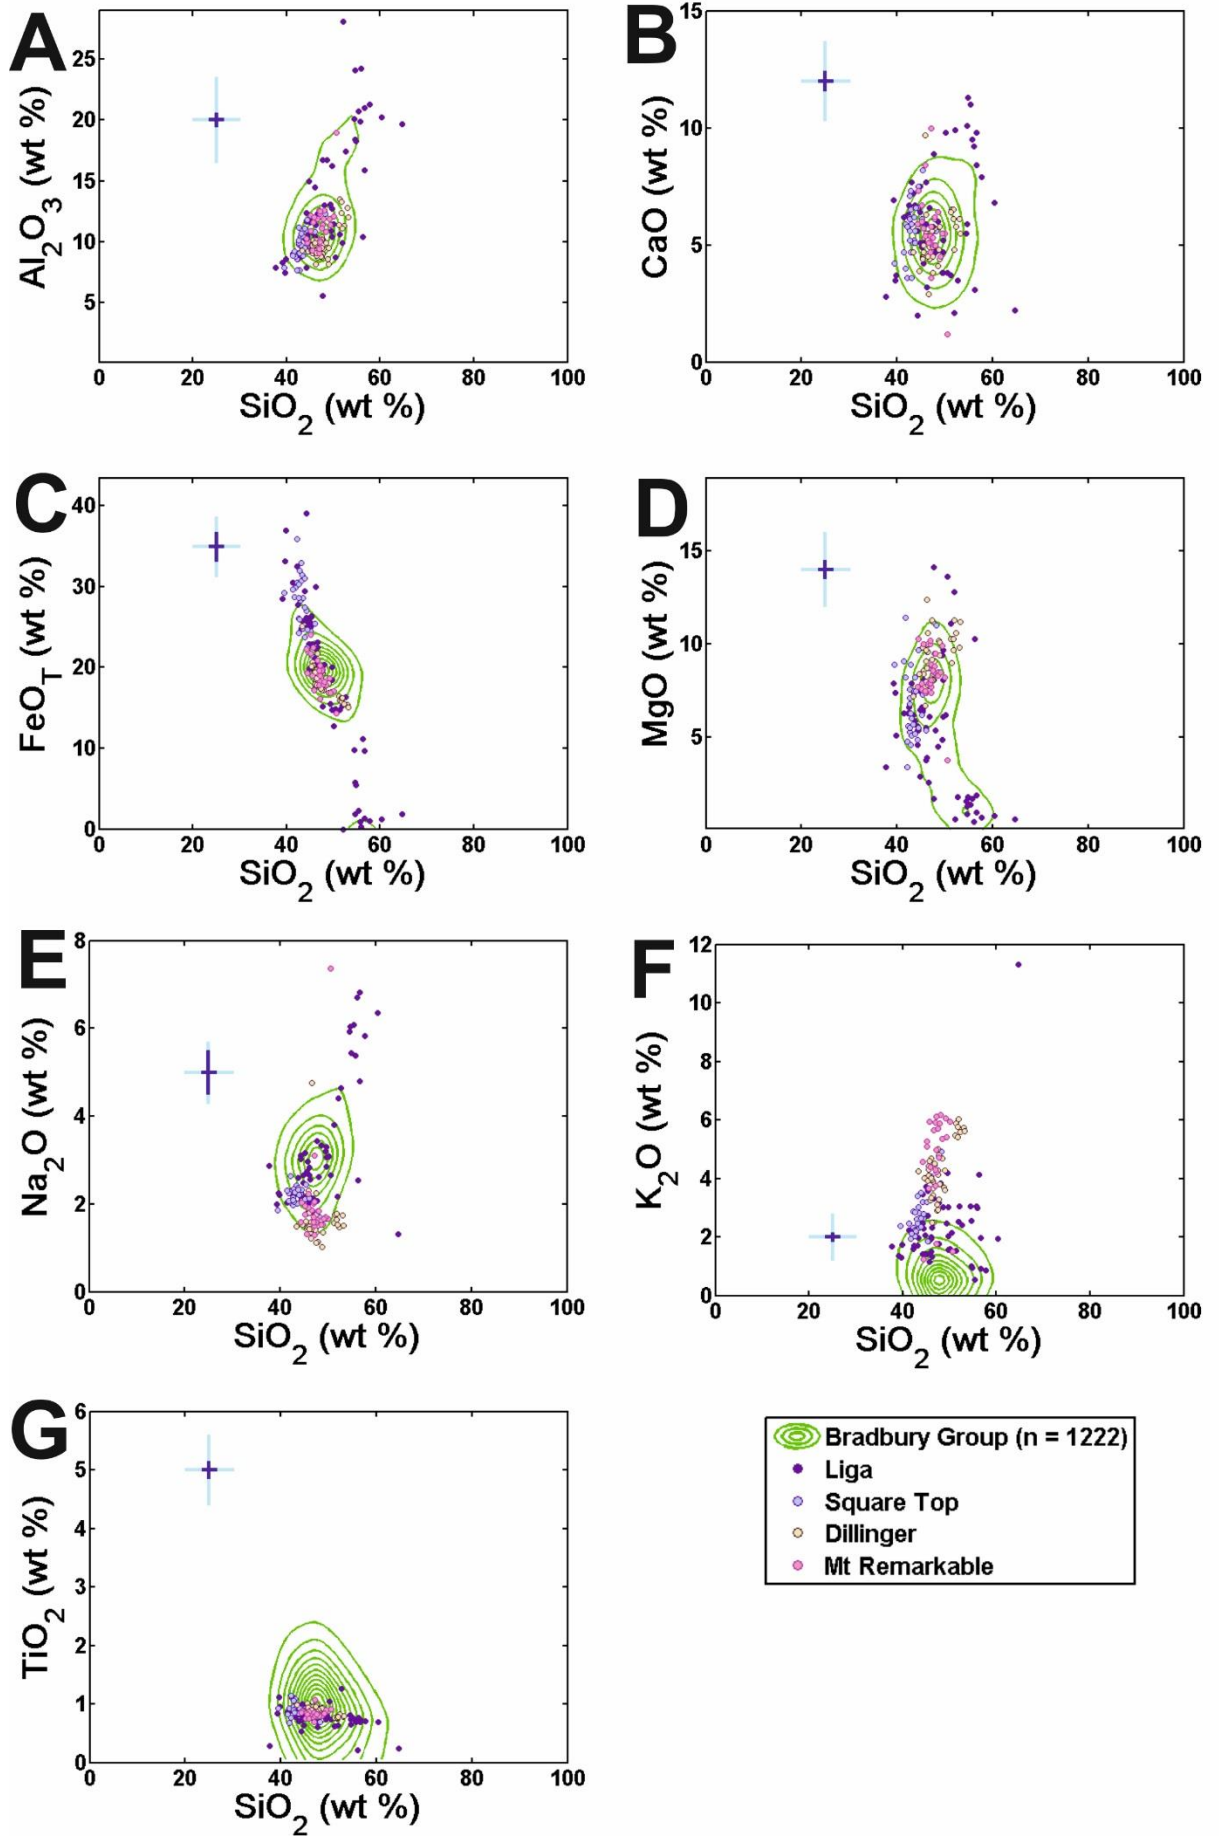 A
Al2O3 (wt %)
25
20
15
10
5
0 20 40 60 80 100
SiO2 (wt %)
B
CaO (wt %)
15
10
5
0
0 20 40 60 80 100
SiO2 (wt %)
C
FeOT (wt %)
40
30
20
10
0
0 20 40 60 80 100
SiO2 (wt %)
D
MgO (wt %)
15
10
5
0 20 40 60 80 100
SiO2 (wt %)
E
Na2O (wt %)
8
6
4
2
0
0 20 40 60 80 100
SiO2 (wt %)
F
K2O (wt %)
12
10
8
6
4
2
0
0 20 40 60 80 100
SiO2 (wt %)
G
TiO2 (wt %)
6
5
4
3
2
1
0
0 20 40 60 80 100
SiO2 (wt %)
Bradbury Group (n = 1222)
Liga
Square Top
Dillinger
Mt Remarkable